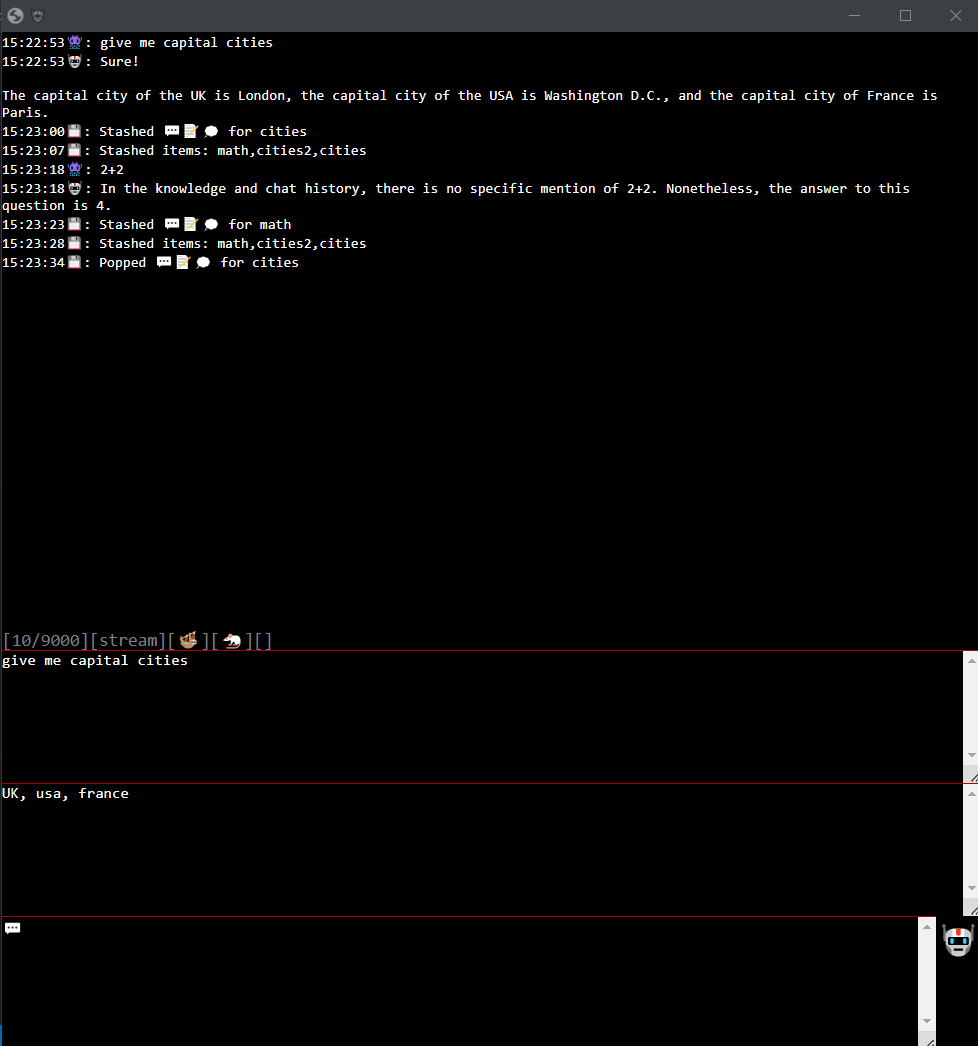 15:22:53👾: give me capital cities
15:22:53🤖: Sure!
The capital city of the UK is London, the capital city of the USA is Washington D.C., and the capital city of France is
Paris.
15:23:00💾: Stashed 💬📝💭 for cities
15:23:07💾: Stashed items: math,cities2,cities
15:23:18👾: 2+2
15:23:18🤖: In the knowledge and chat history, there is no specific mention of 2+2. Nonetheless, the answer to this
question is 4.
15:23:23💾: Stashed 💬📝💭 for math
15:23:28💾: Stashed items: math,cities2,cities
15:23:34💾: Popped 💬📝💭 for cities
[10/9000][stream][🦥][🐀][]
give me capital cities
UK, usa, france
💬